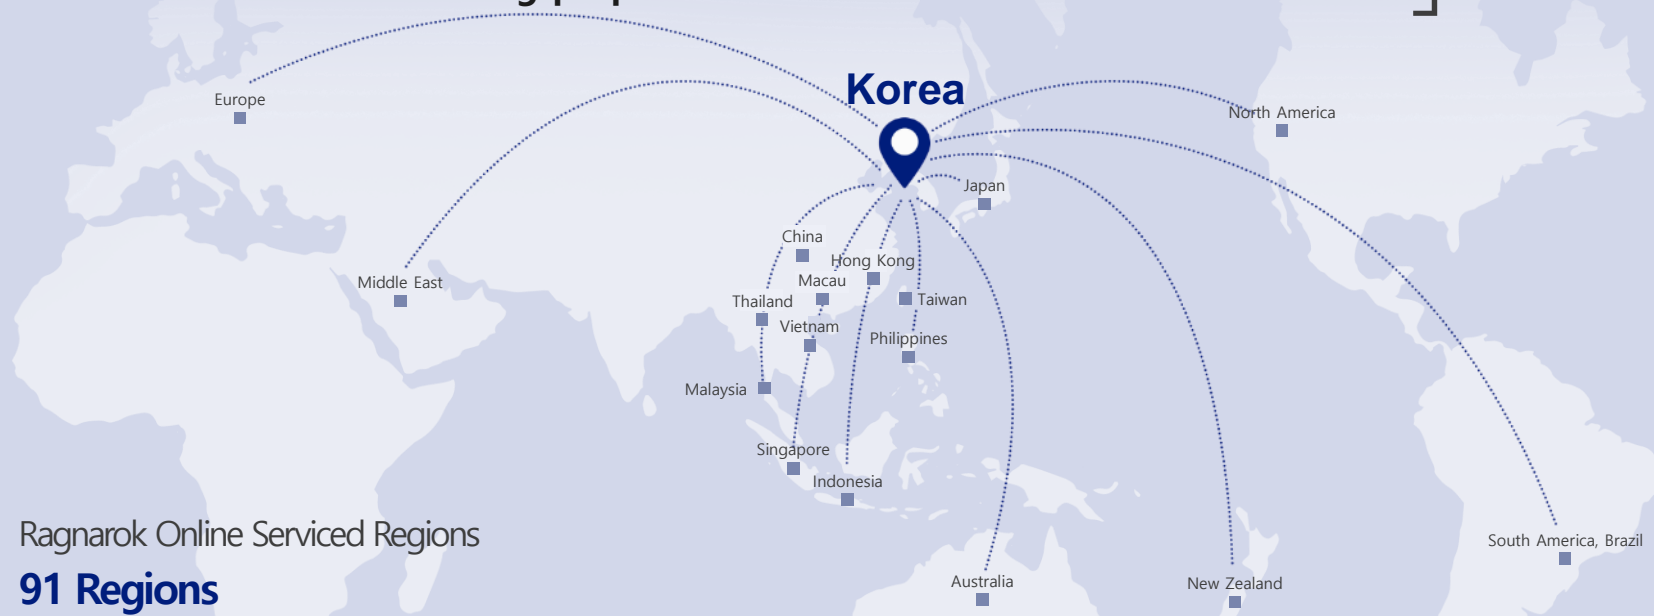 Korea
Europe
North America
Japan
China
Hong Kong
Middle East
Macau
Thailand
Taiwan
Vietnam
Philippines
Malaysia
Singapore
Indonesia
Ragnarok Online Serviced Regions
South America, Brazil
Australia
New Zealand
91 Regions